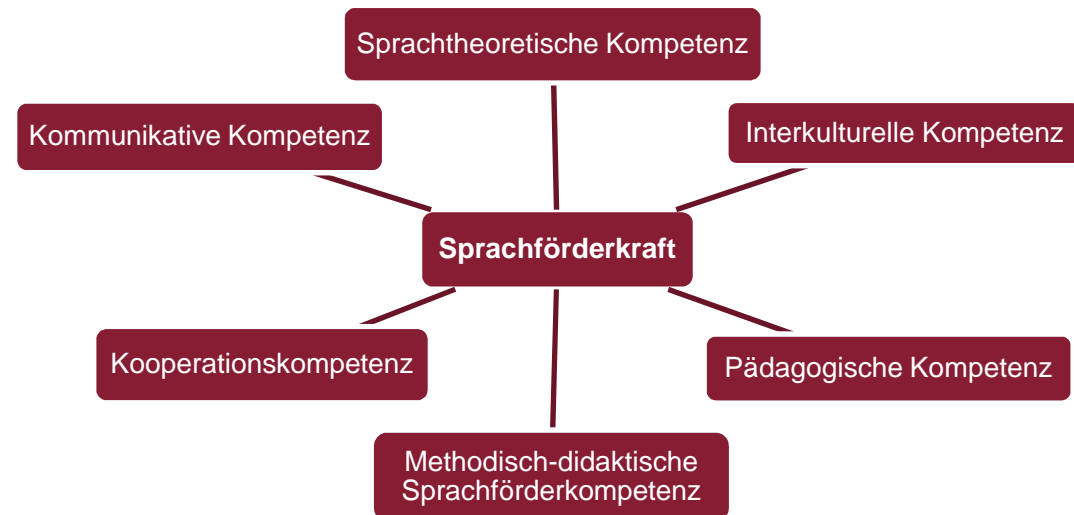 Sprachtheoretische Kompetenz
Kommunikative Kompetenz
Interkulturelle Kompetenz
Sprachförderkraft
Kooperationskompetenz
Pädagogische Kompetenz
Methodisch-didaktische
Sprachförderkompetenz